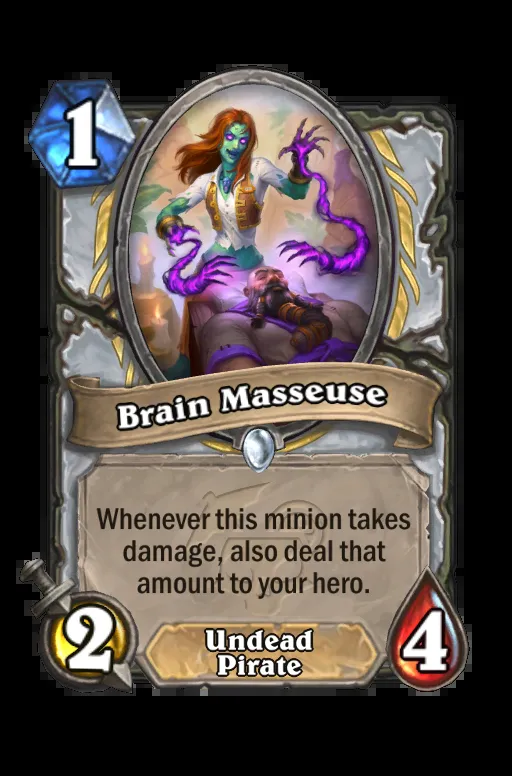 1
Brain Masseuse
Whenever this minion takes
damage, also deal that
amount to your hero.
2
Undead
Pirate
4